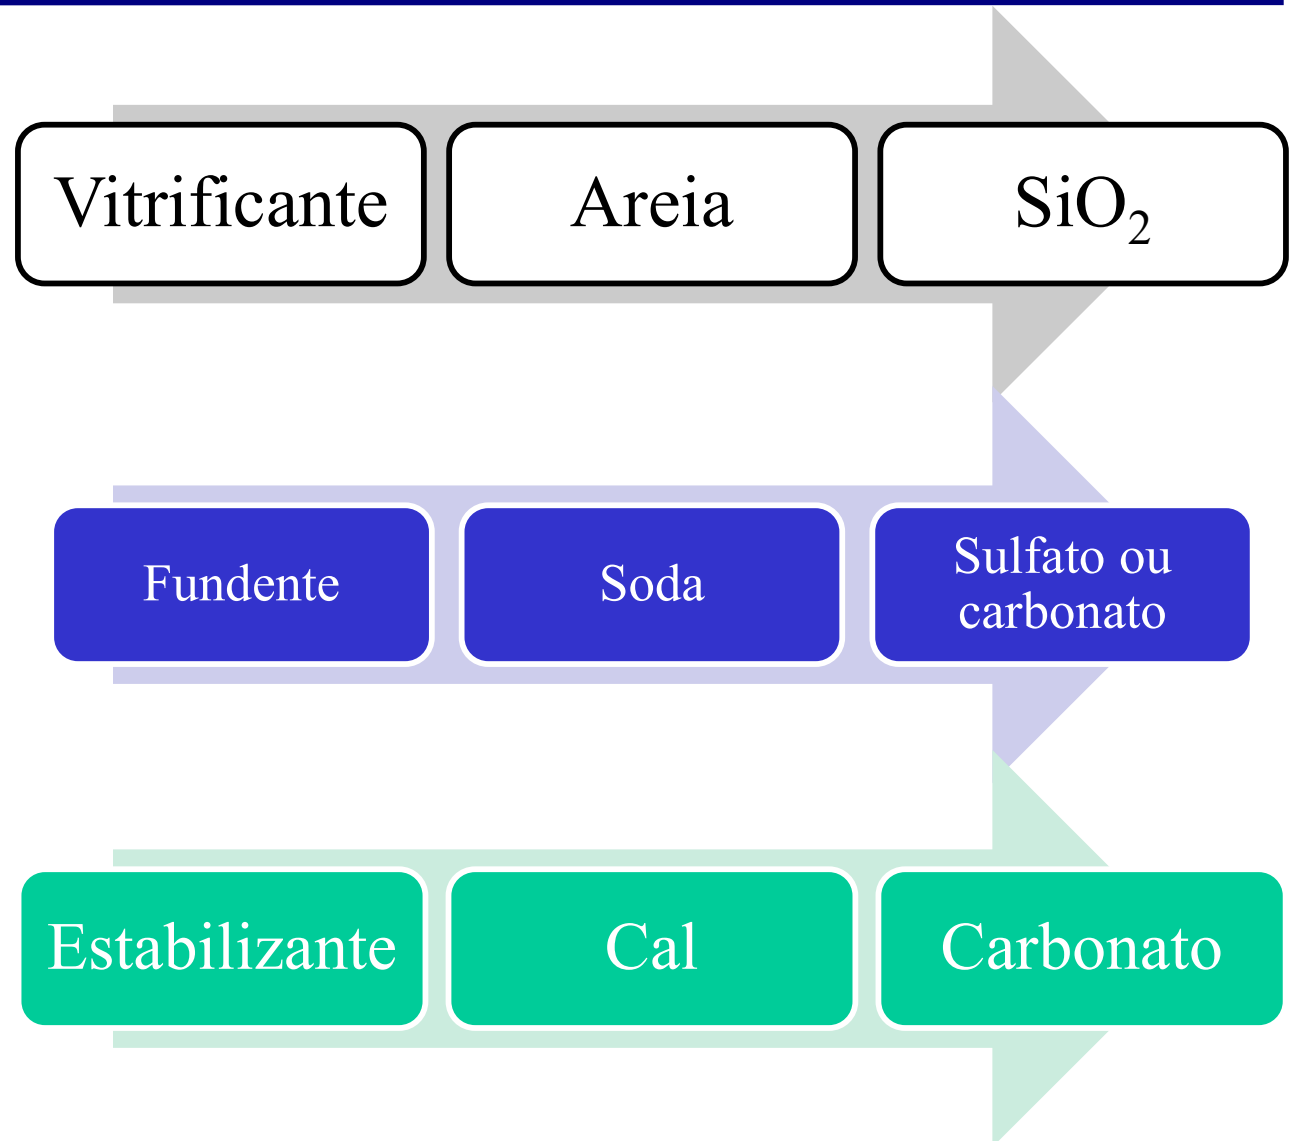 Vitrificante
Areia
SiO₂
Fundente
Soda
Sulfato ou
carbonato
Estabilizante
Cal
Carbonato